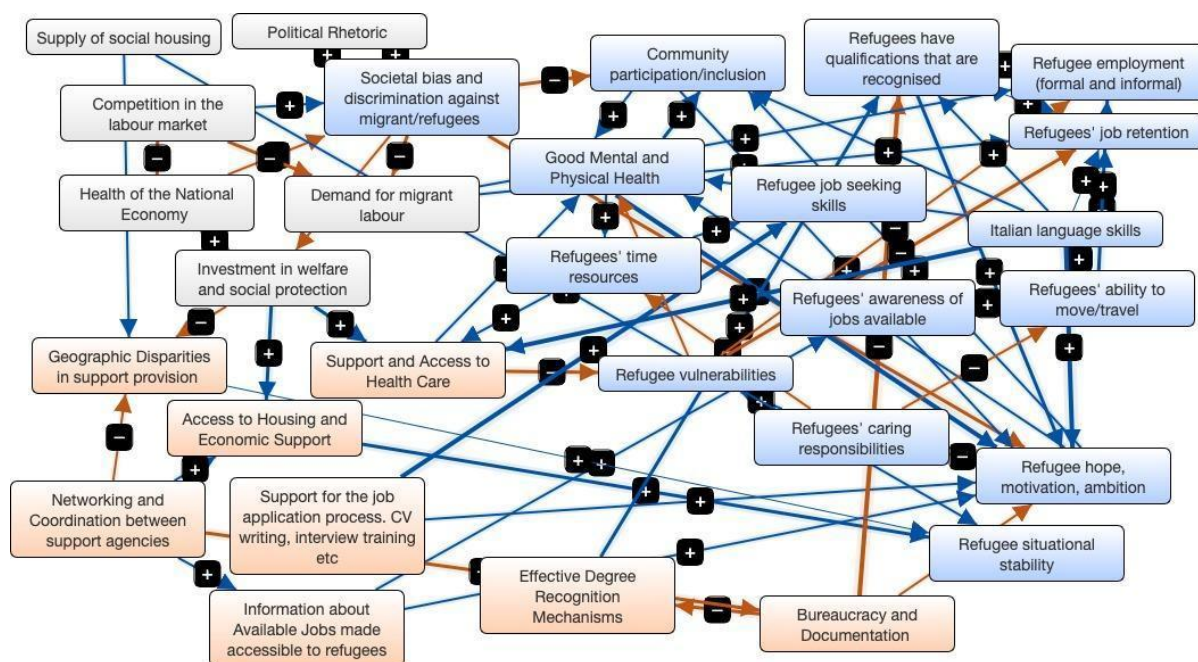 Supply of social housing
Political Rhetoric
Competition in the
labour market
Societal bias and
discrimination against
migrant/refugees
Community
participation/inclusion
Refugees have
qualifications that are
recognised
Refugee employment
(formal and informal)
Refugees' job retention
Health of the National
Economy
Demand for migrant
labour
Good Mental and
Physical Health
Refugee job seeking
skills
Italian language skills
Investment in welfare
and social protection
Refugees' time
resources
Refugees' awareness of
jobs available
Refugees' ability to
move/travel
Geographic Disparities
in support provision
Support and Access to
Health Care
Refugee vulnerabilities
Access to Housing and
Economic Support
Refugees' caring
responsibilities
Refugee hope,
motivation, ambition
Networking and
Coordination between
support agencies
Support for the job
application process. CV
writing, interview training
etc
Refugee situational
stability
Information about
Available Jobs made
accessible to refugees
Effective Degree
Recognition
Mechanisms
Bureaucracy and
Documentation